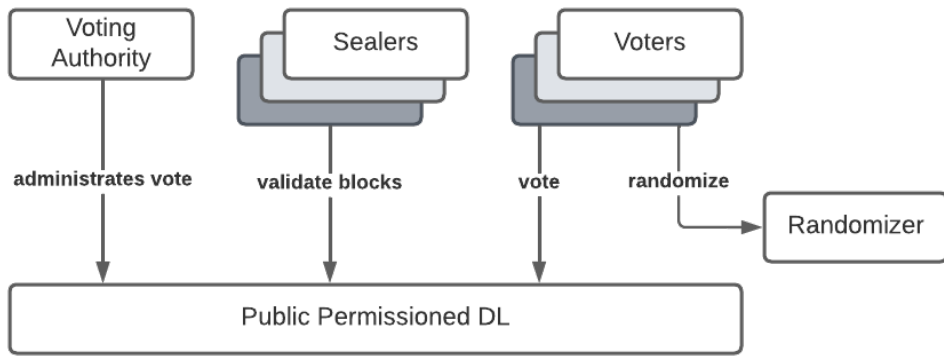 Voting
Authority
Sealers
Voters
administrates vote
validate blocks
vote
randomize
Randomizer
Public Permissioned DL